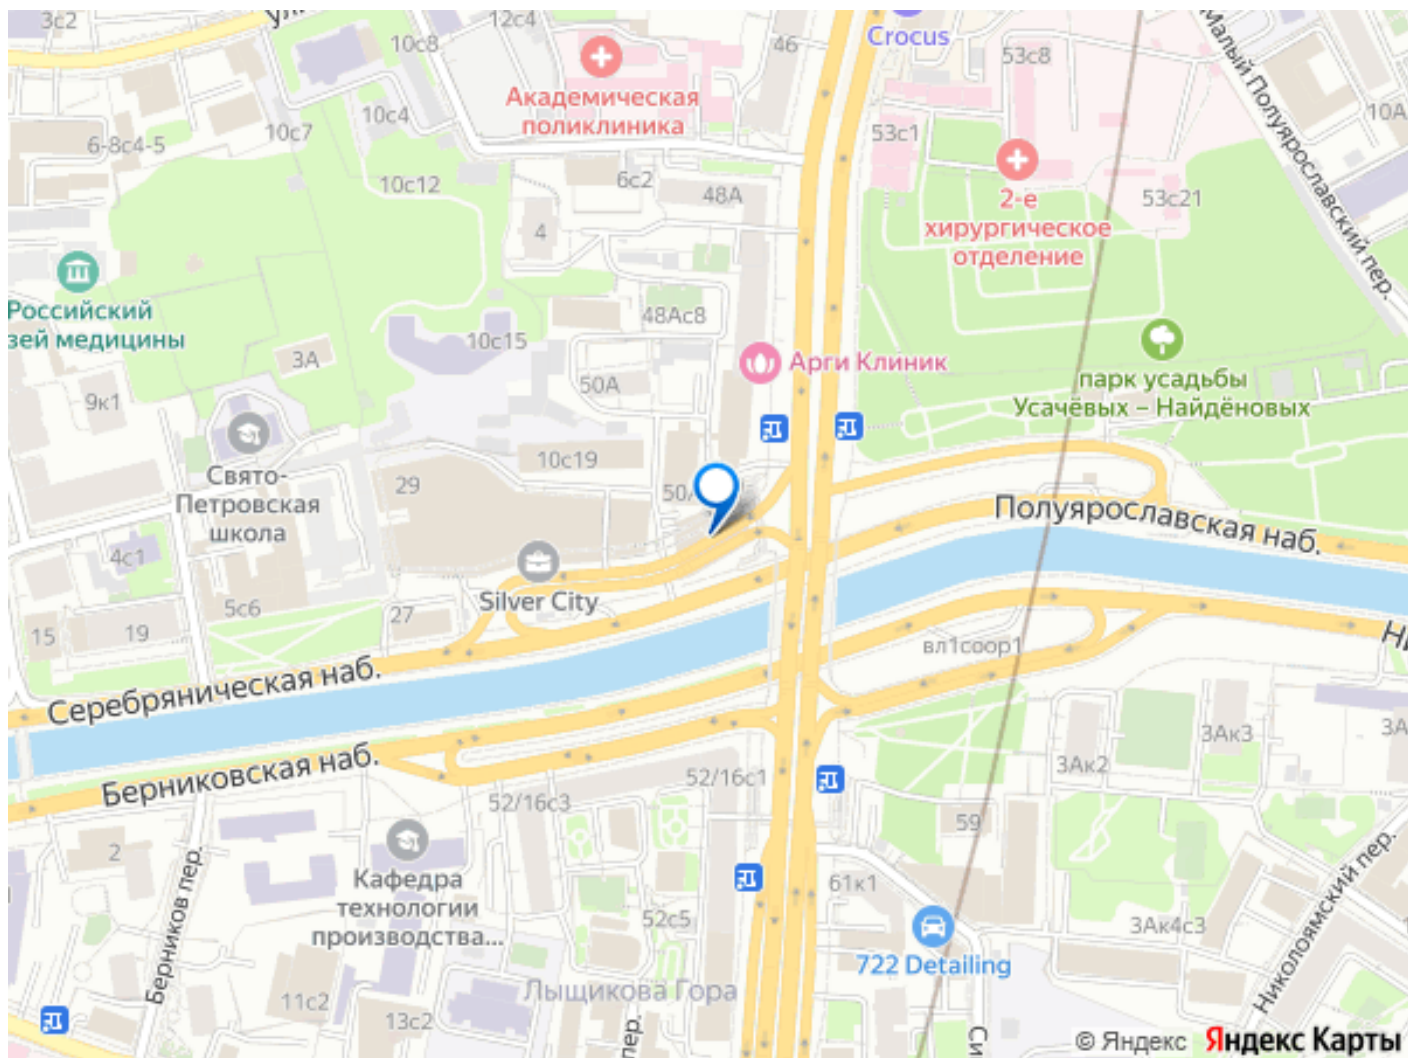 3с2
12с4
10с8
46
Crocus
53с8
Малый Полуярославский пер.
10А
Академическая
поликлиника
10с4
10с7
6-8с4-5
53с1
10с12
6с2
48А
2-е
хирургическое
отделение
53с21
4
Российский
зей медицины
48Ас8
10с15
3А
Арги Клиник
50А
парк усадьбы
Усачёвых – Найдёновых
9к1
10с19
Свято-
Петровская
школа
29
Полуярославская наб.
4с1
Silver City
5с6
27
15
19
вл1соор1
Серебряническая наб.
3Ак3
3А
3Ак2
Берниковская наб.
52/16с1
52/16с3
59
2
Берников пер.
Кафедра
технологии
производства...
61к1
52с5
3Ак4с3
Николоямский пер.
722 Detailing
Лыщикова Гора
11с2
13с2
пер.
Си
© Яндекс Яндекс Карты